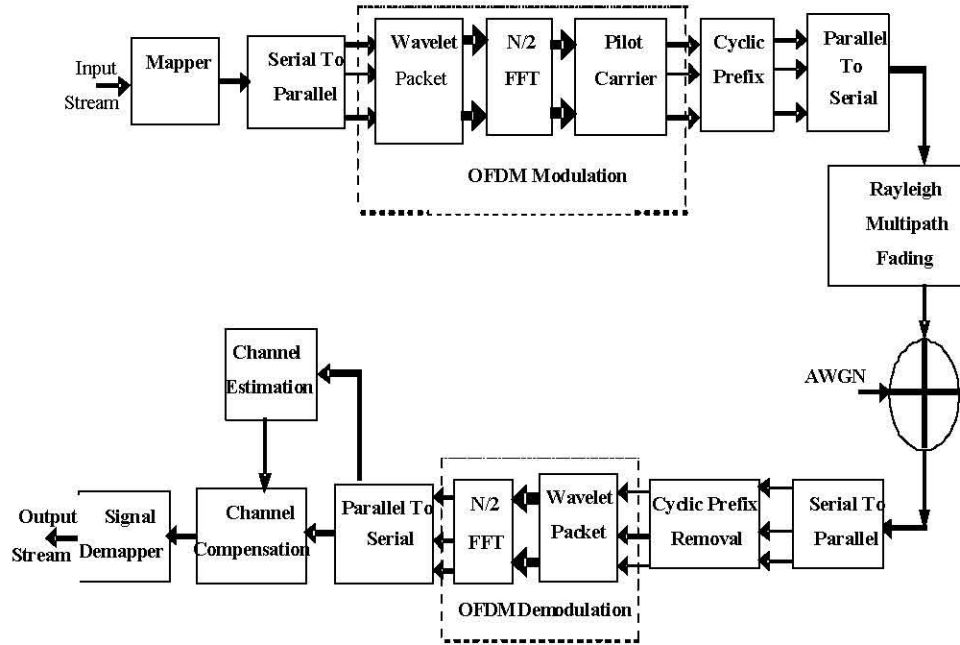 Input
Stream
Mapper
Serial To
Parallel
Wavelet
Packet
N/2
FFT
Pilot
Carrier
OFDM Modulation
Cyclic
Prefix
Parallel
To
Serial
Rayleigh
Multipath
Fading
AWGN
Serial To
Parallel
Cyclic Prefix
Removal
Wavelet
Packet
N/2
FFT
OFDM Demodulation
Parallel To
Serial
Channel
Estimation
Channel
Compensation
Signal
Demapper
Output
Stream